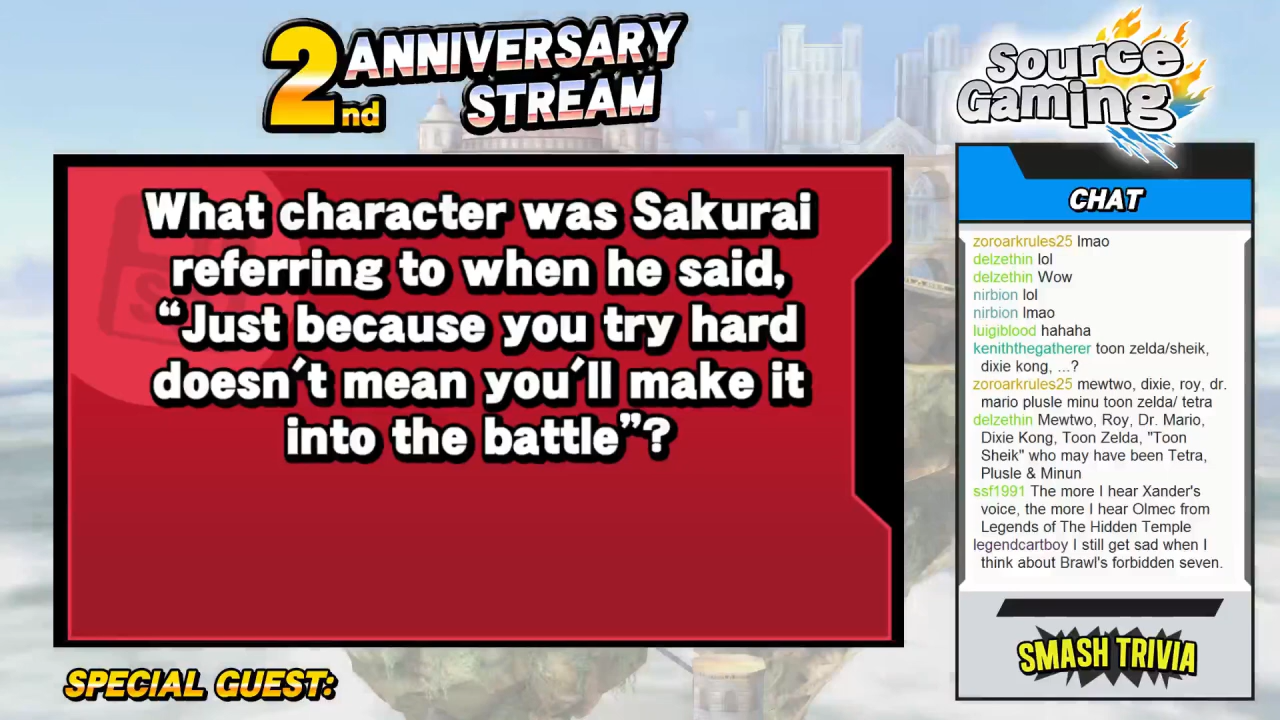 2nd ANNIVERSARY
STREAM
Source
Gaming
What character was Sakurai
referring to when he said,
“Just because you try hard
doesn't mean you'll make it
into the battle”?
CHAT
zoroarkrules25 lmao
delzethin lol
delzethin Wow
nirbion lol
nirbion lmao
luigiblood hahaha
keniththegatherer toon zelda/sheik,
dixie kong, ...?
zoroarkrules25 mewtwo, dixie, roy, dr.
mario plusle minu toon zelda/ tetra
delzethin Mewtwo, Roy, Dr. Mario,
Dixie Kong, Toon Zelda, "Toon
Sheik" who may have been Tetra,
Plusle & Minun
ssf1991 The more I hear Xander's
voice, the more I hear Olmec from
Legends of The Hidden Temple
legendcartboy I still get sad when I
think about Brawl's forbidden seven.
SMASH TRIVIA
SPECIAL GUEST: